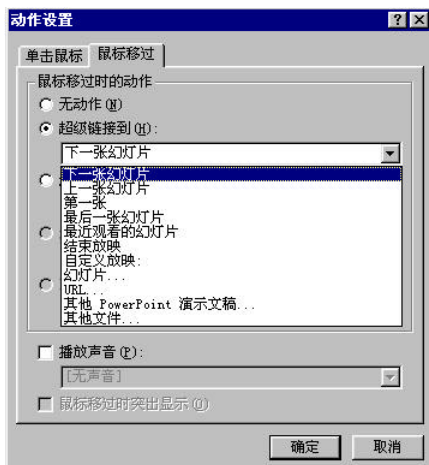 动作设置
单击鼠标 鼠标移过
鼠标移过时的动作
无动作(N)
超级链接到(H):
下一张幻灯片
下一张幻灯片
上一张幻灯片
第一张
最后一张幻灯片
最近观看的幻灯片
结束放映
自定义放映:
幻灯片...
URL...
其他 PowerPoint 演示文稿...
其他文件...
播放声音(P):
[无声音]
鼠标移过时突出显示(U)
确定 取消